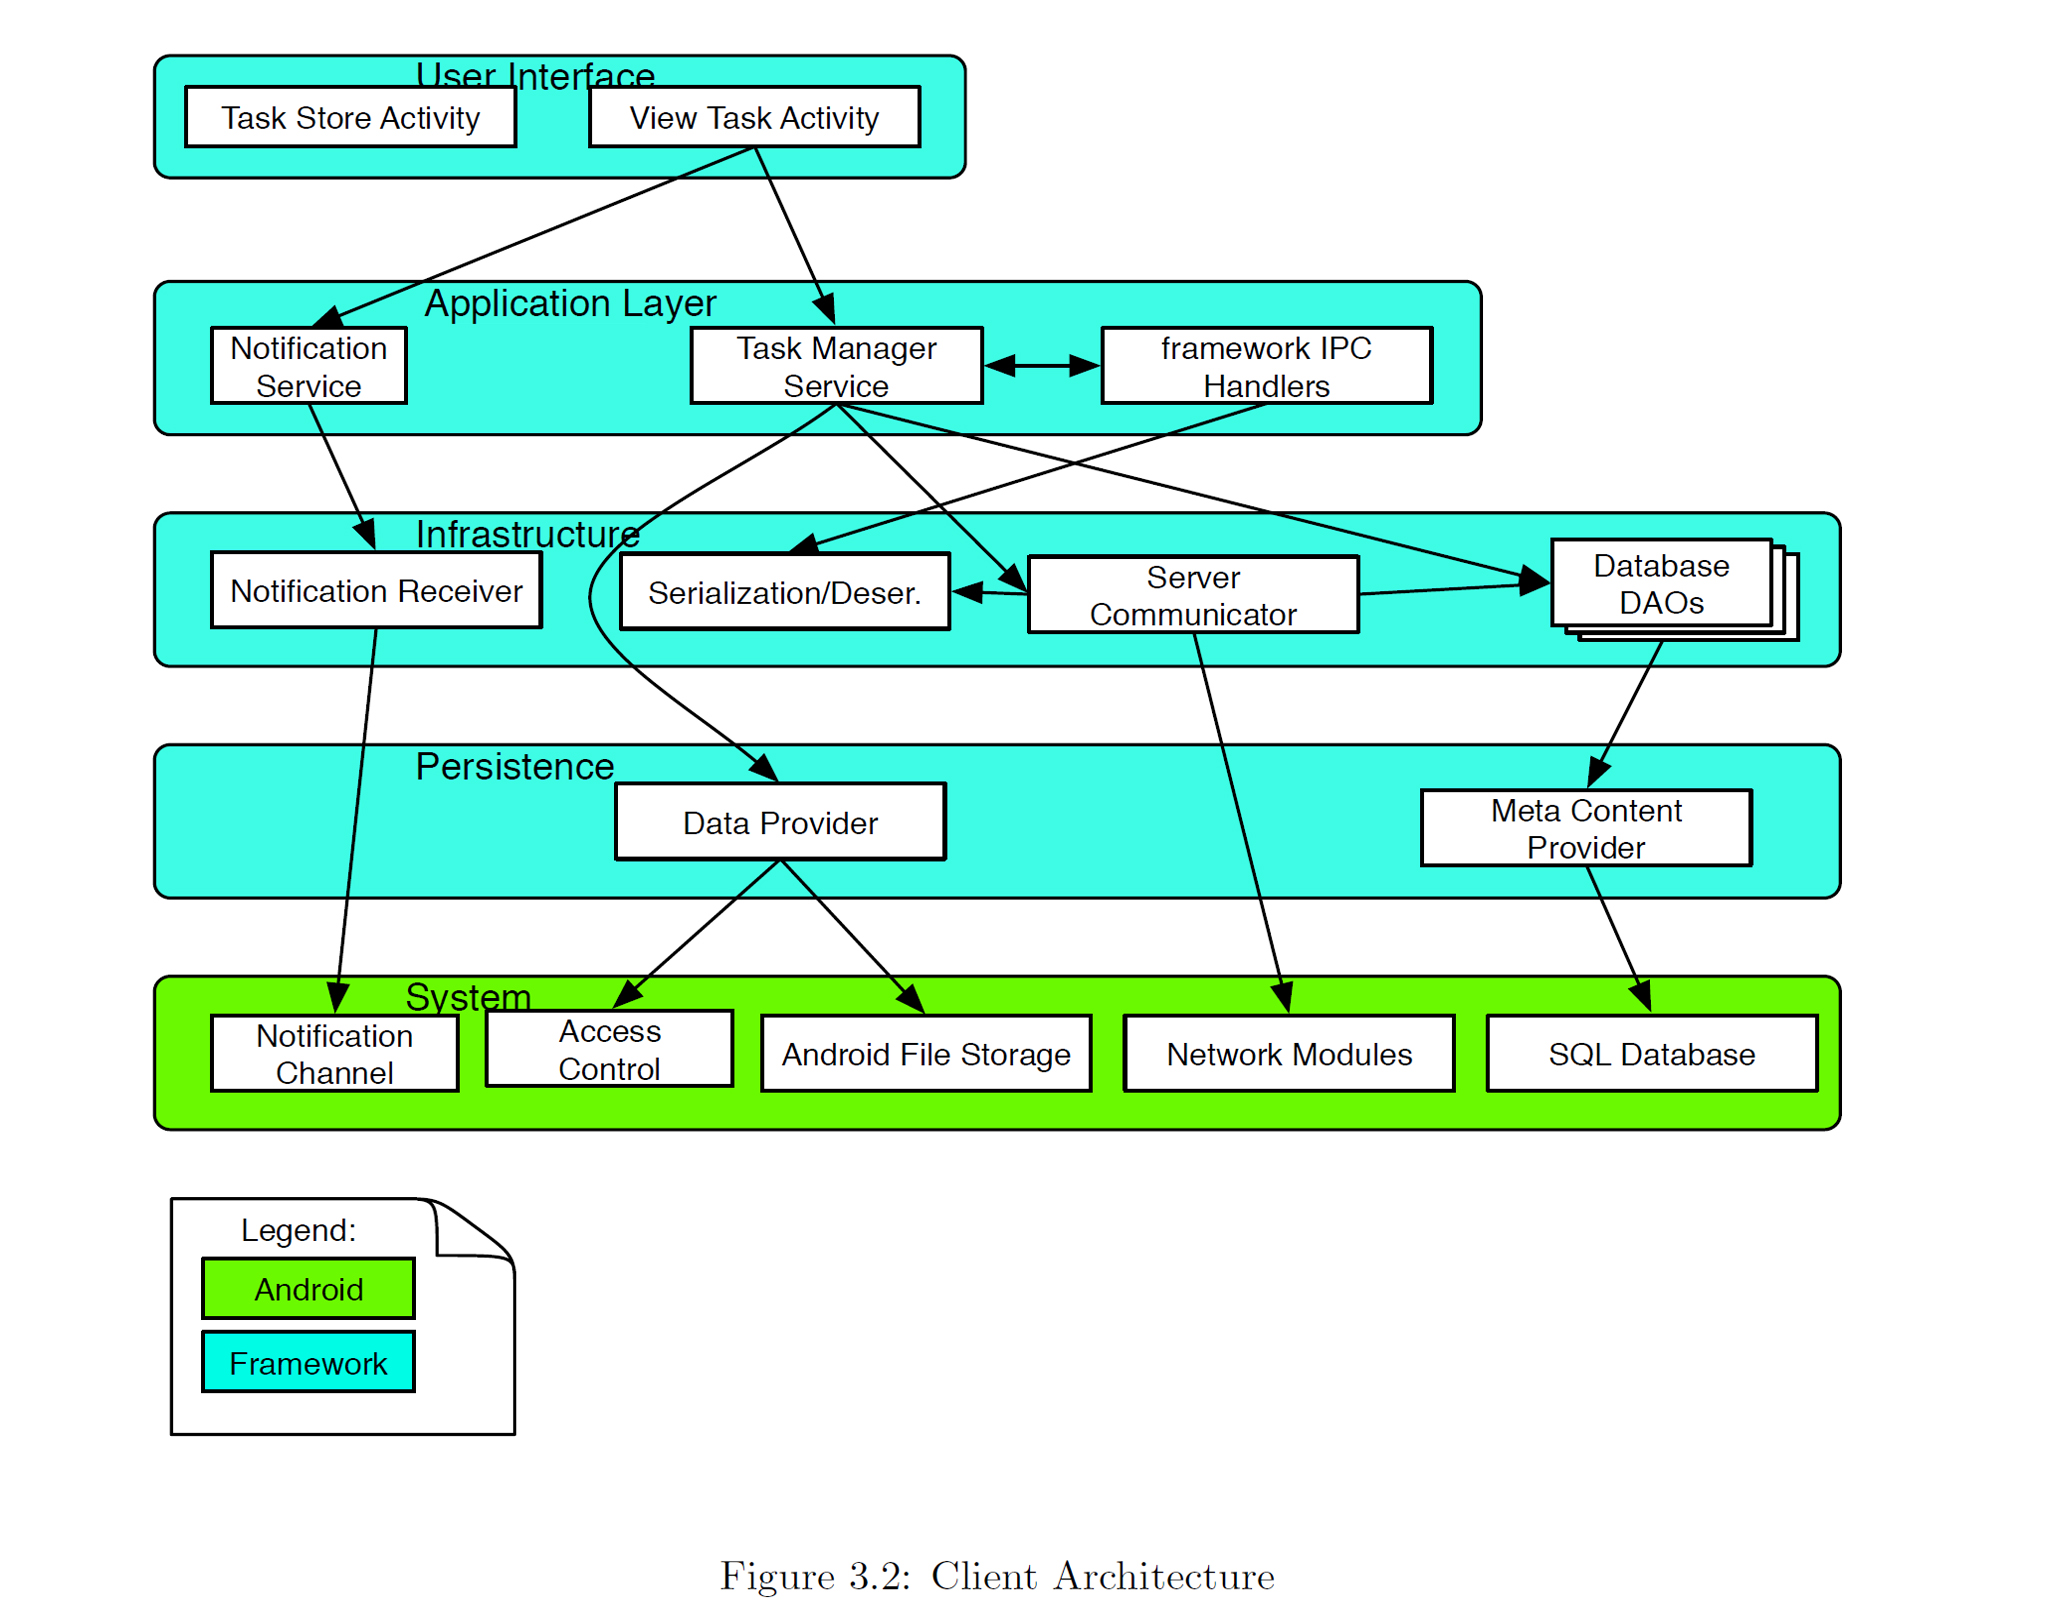 User Interface
Task Store Activity
View Task Activity
Application Layer
Notification
Service
Task Manager
Service
framework IPC
Handlers
Infrastructure
Notification Receiver
Serialization/Deser.
Server
Communicator
Database
DAOs
Persistence
Data Provider
Meta Content
Provider
System
Notification
Channel
Access
Control
Android File Storage
Network Modules
SQL Database
Legend:
Android
Framework
Figure 3.2: Client Architecture